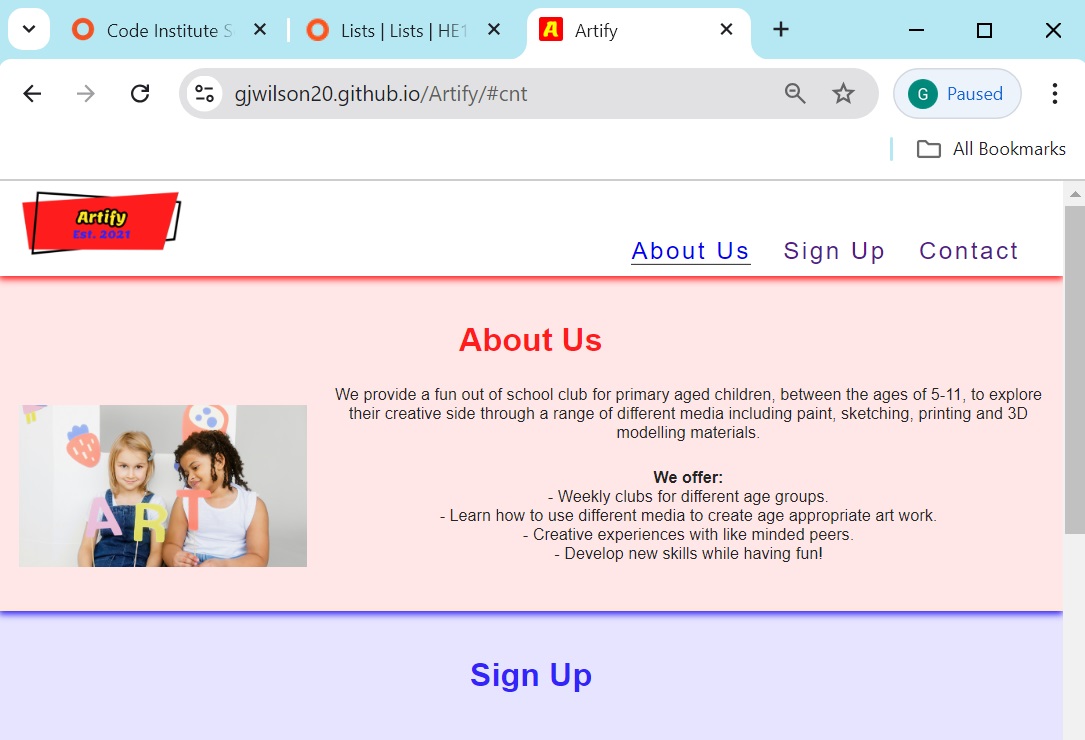 Code Institute
Lists | Lists | HE1
A Artify
gjwilson20.github.io/Artify/#cnt
G Paused
All Bookmarks
Artify
Est. 2021
About Us Sign Up Contact
About Us
We provide a fun out of school club for primary aged children, between the ages of 5-11, to explore
their creative side through a range of different media including paint, sketching, printing and 3D
modelling materials.
ART
We offer:
- Weekly clubs for different age groups.
- Learn how to use different media to create age appropriate art work.
- Creative experiences with like minded peers.
- Develop new skills while having fun!
Sign Up